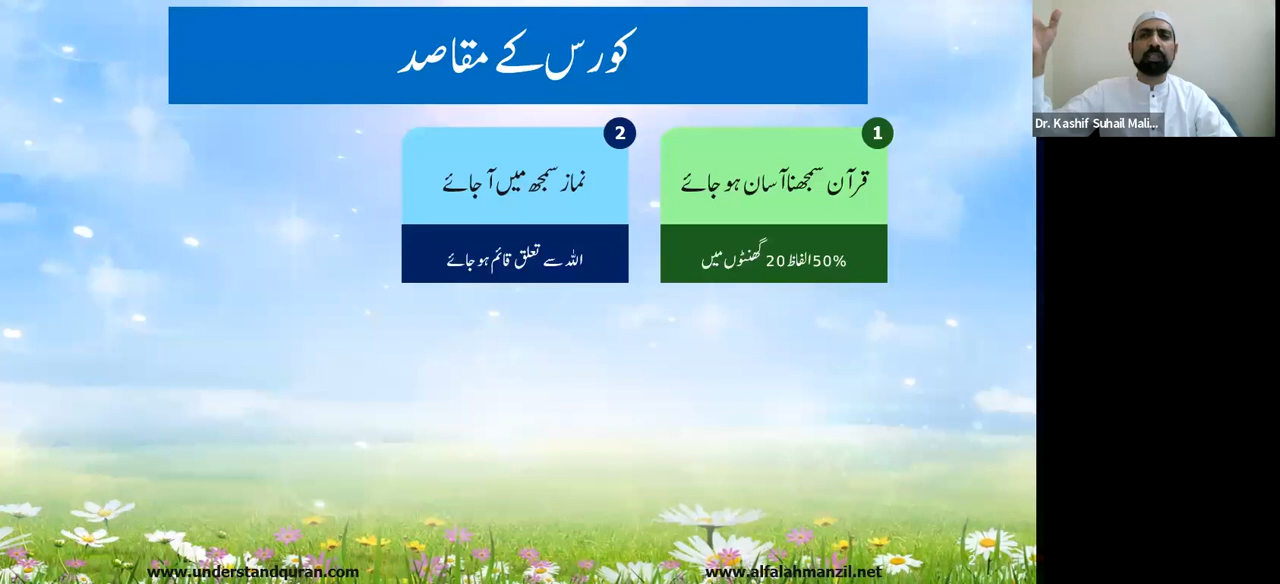 کورس کے مقاصد
1
قرآن سمجھنا آسان ہو جائے
50% الفاظ 20 گھنٹوں میں
2
نماز سمجھ میں آ جائے
اللہ سے تعلق قائم ہو جائے
Dr. Kashif Suhail Mali...
www.understandquran.com
www.alfalahmanzil.net